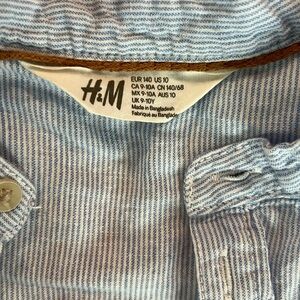 H&M
EUR 140 US 10
CA 9-10A CN 140/68
MX 9-10A AUS 10
UK 9-10Y
Made in Bangladesh
Fabriqué au Bangladesh